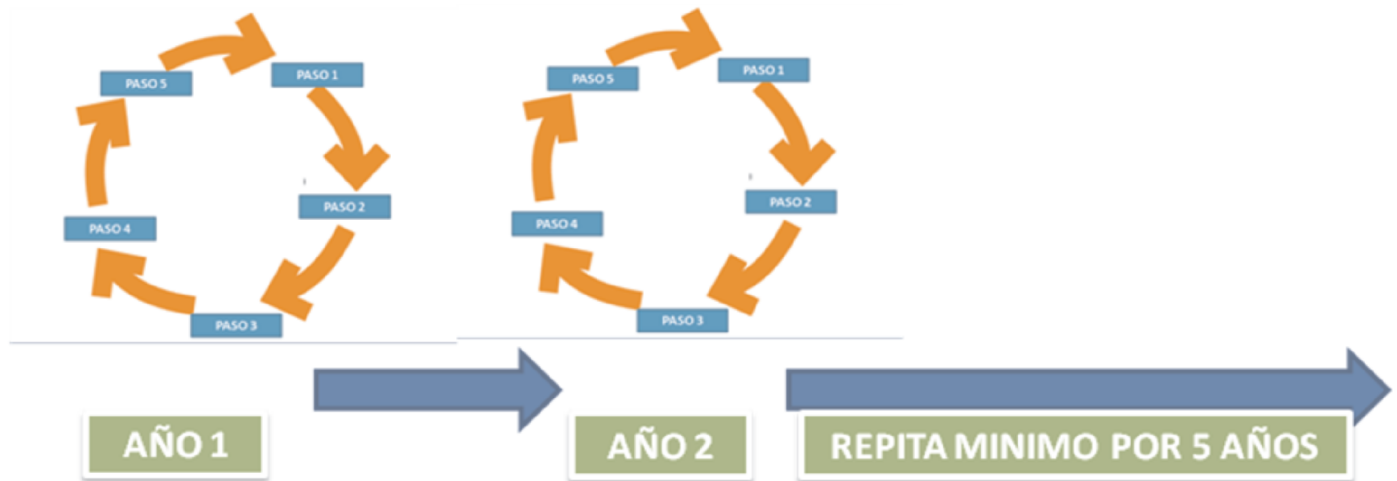 PASO 1
PASO 2
PASO 3
PASO 4
PASO 5
PASO 1
PASO 2
PASO 3
PASO 4
PASO 5
AÑO 1
AÑO 2
REPITA MINIMO POR 5 AÑOS